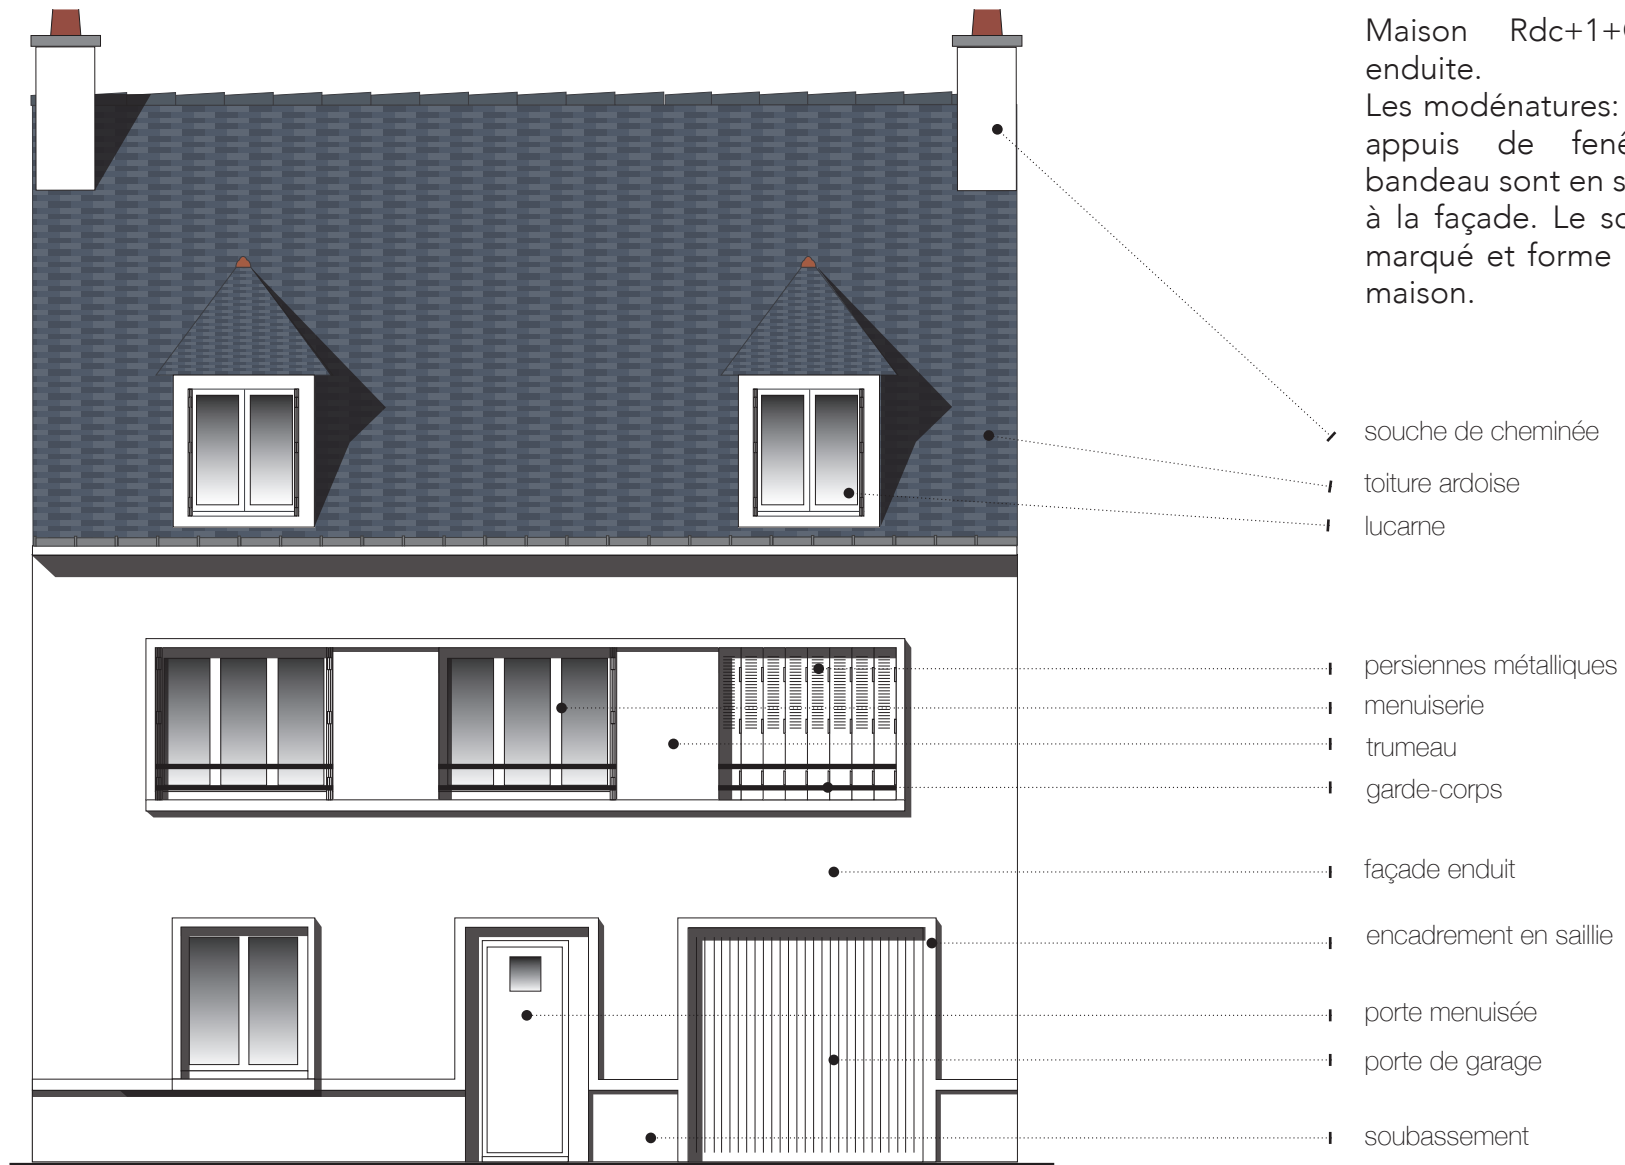 Maison Rdc+1+
enduite.
Les modénatures:
appuis de
bandeau sont en
à la façade. Le
marqué et forme
maison.
souche de cheminée
toiture ardoise
lucarne
persiennes métalliques
menuiserie
trumeau
garde-corps
façade enduit
encadrement en saillie
porte menuisée
porte de garage
soubassement